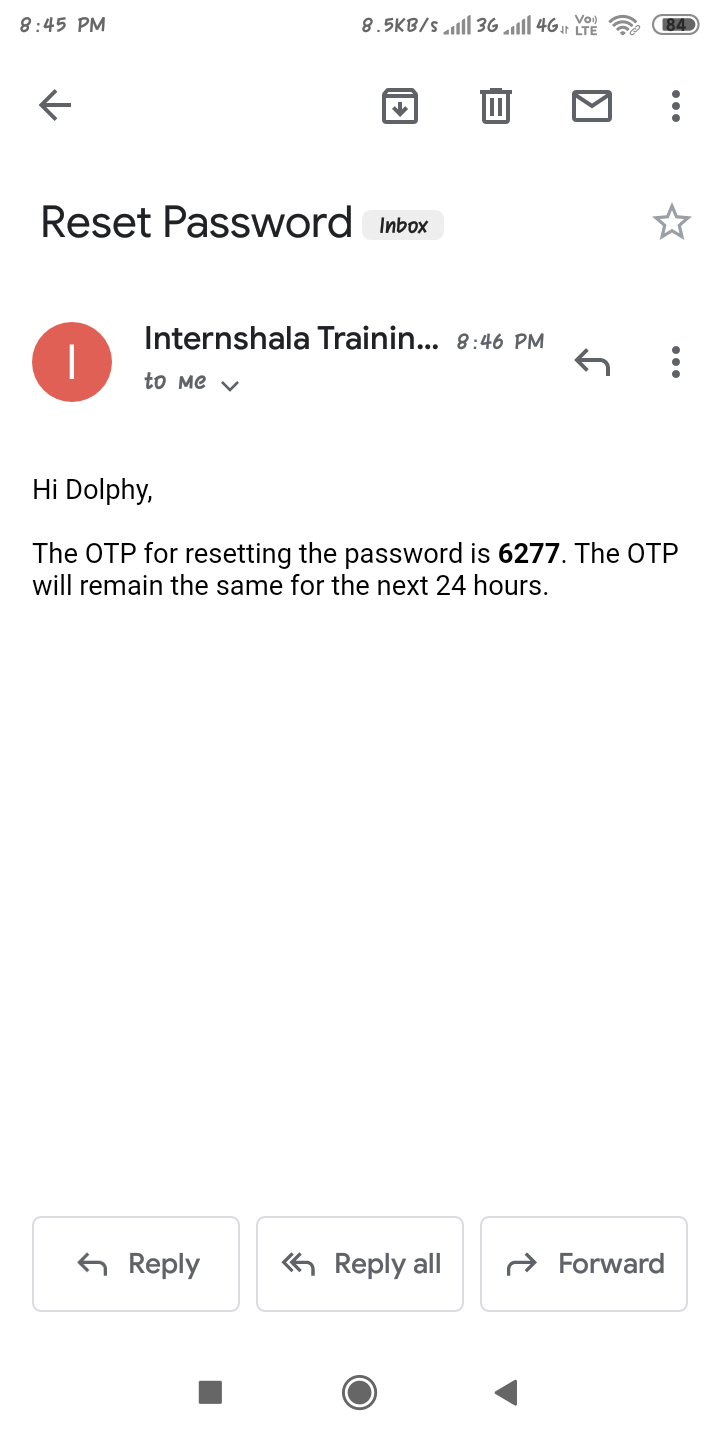 8:45 PM 8.5KB/s 3G 4G Vo) LTE 84
Reset Password Inbox
I
Internshala Trainin... 8:46 PM
to me
Hi Dolphy,
The OTP for resetting the password is 6277. The OTP
will remain the same for the next 24 hours.
Reply Reply all Forward